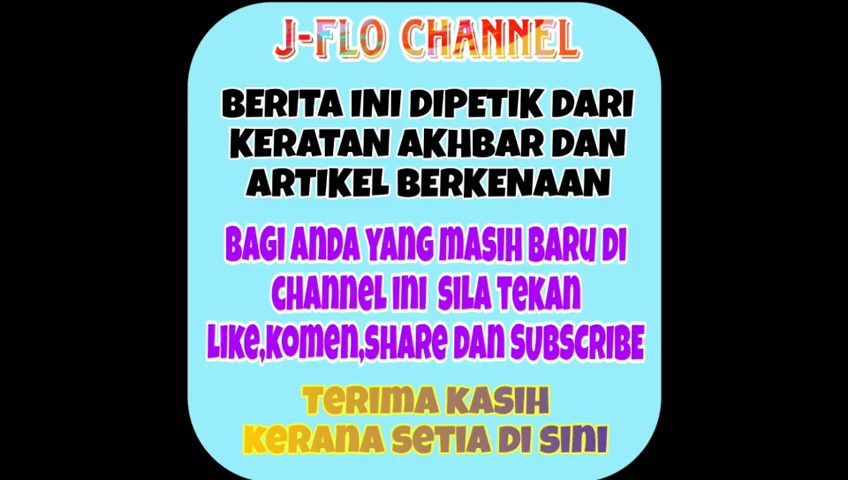 J-FLO CHANNEL
BERITA INI DIPETIK DARI
KERATAN AKHBAR DAN
ARTIKEL BERKENAAN
BAGI ANDA YANG MASIH BARU DI
CHANNEL INI SILA TEKAN
LIKE,KOMEN,SHARE DAN SUBSCRIBE
TERIMA KASIH
KERANA SETIA DI SINI